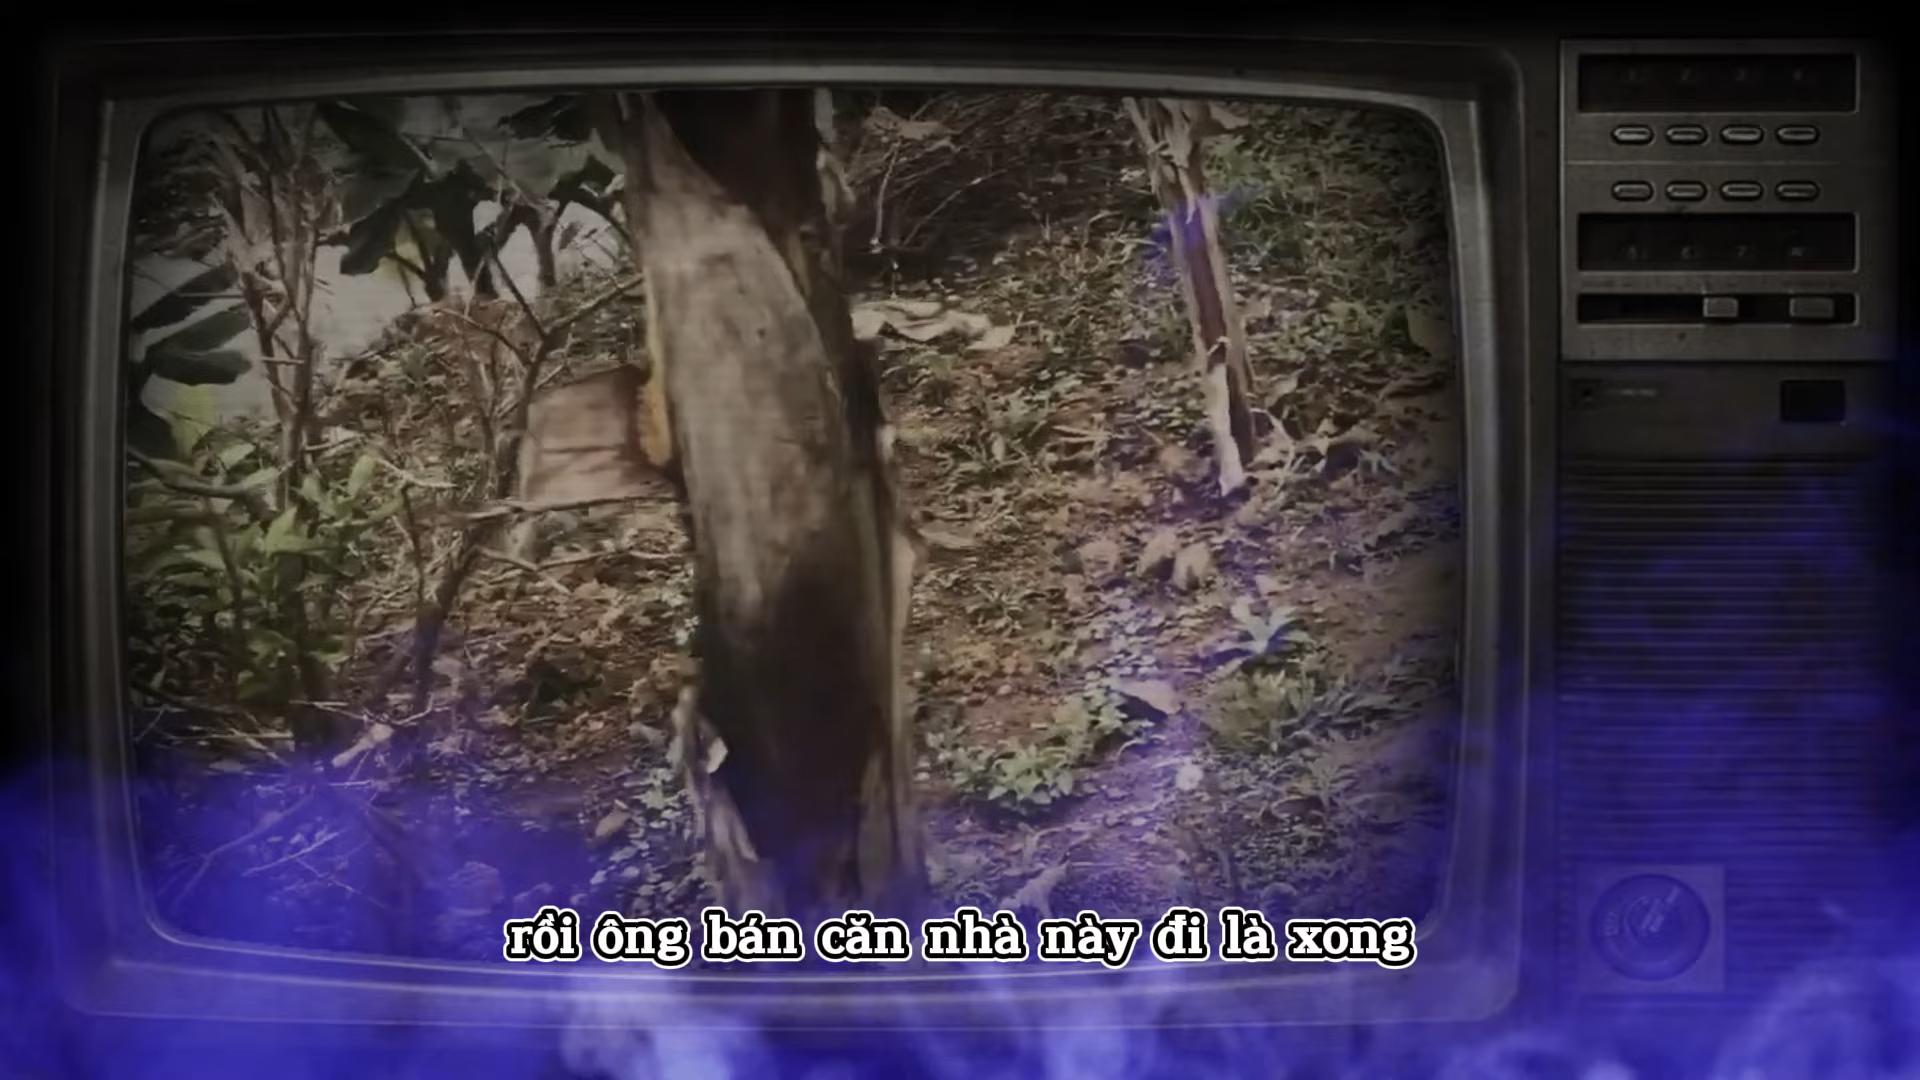 rồi ông bán căn nhà này đi là xong